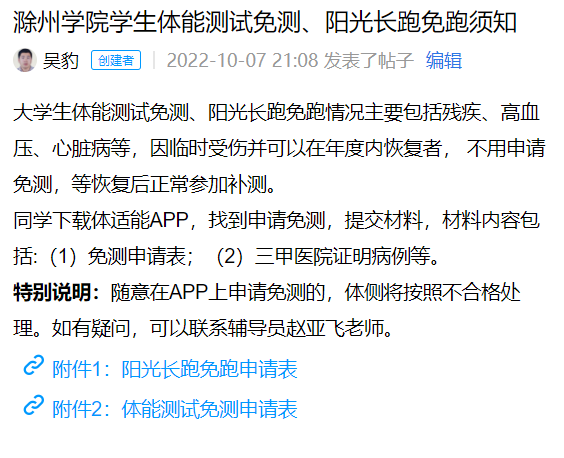 滁州学院学生体能测试免测、阳光长跑免跑须知
吴豹 创建者 2022-10-07 21:08 发表了帖子 编辑
大学生体能测试免测、阳光长跑免跑情况主要包括残疾、高血
压、心脏病等，因临时受伤并可以在年度内恢复者， 不用申请
免测，等恢复后正常参加补测。
同学下载体适能APP，找到申请免测，提交材料，材料内容包
括:（1）免测申请表；（2）三甲医院证明病例等。
特别说明：随意在APP上申请免测的，体侧将按照不合格处
理。如有疑问，可以联系辅导员赵亚飞老师。
附件1：阳光长跑免跑申请表
附件2：体能测试免测申请表